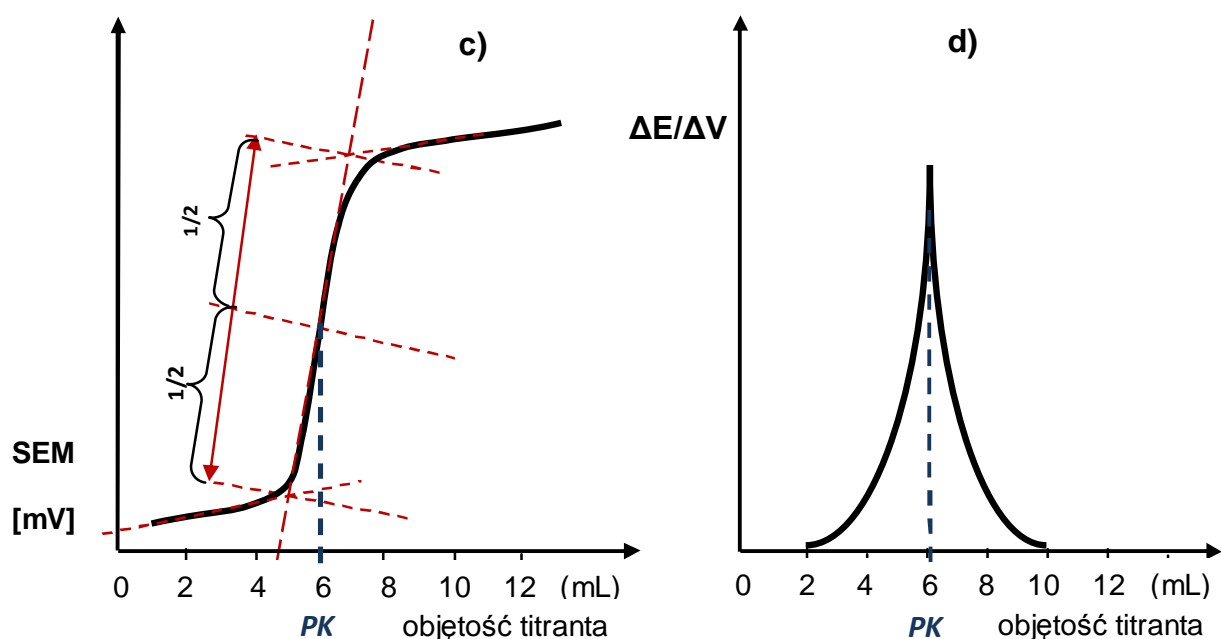 c)
1/2
1/2
SEM
[mV]
0 2 4 6 8 10 12 (mL)
PK objętość titranta
d)
ΔE/ΔV
0 2 4 6 8 10 12 (mL)
PK objętość titranta